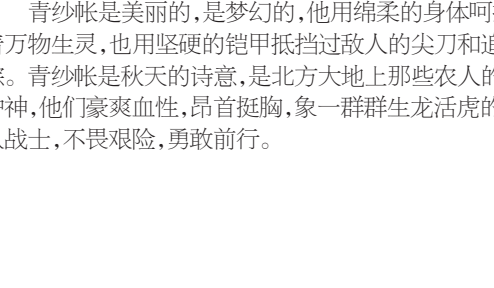 青纱帐是美丽的,是梦幻的,他用绵柔的身体呵
万物生灵,也用坚硬的铠甲抵挡过敌人的尖刀和追
。青纱帐是秋天的诗意,是北方大地上那些农人的
神,他们豪爽血性,昂首挺胸,象一群群生龙活虎的
战士,不畏艰险,勇敢前行。